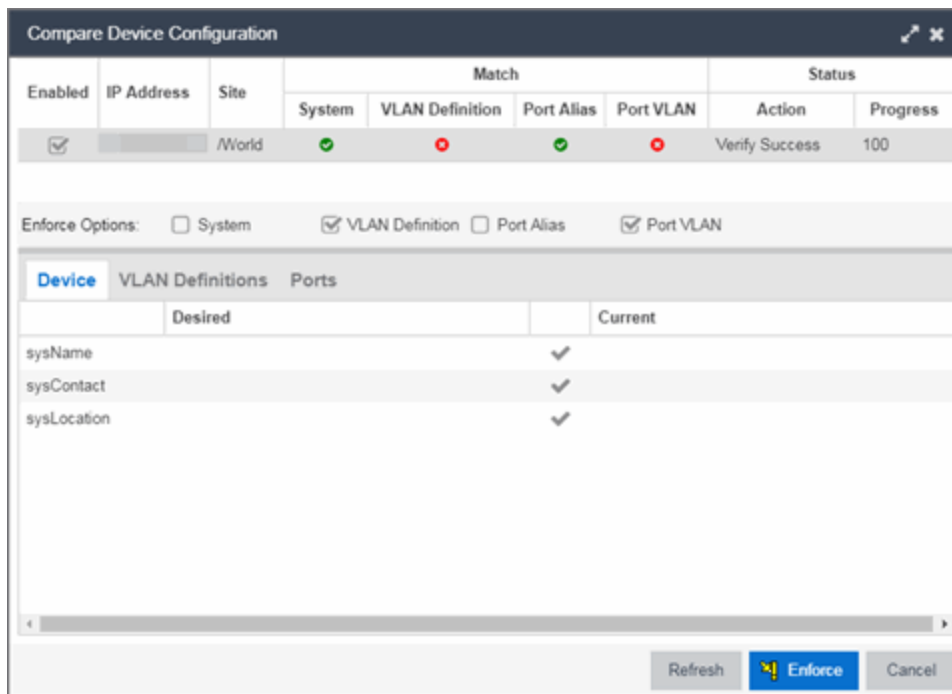 Compare Device Configuration
Enabled IP Address Site Match Status
System VLAN Definition Port Alias Port VLAN Action Progress
/World Verify Success 100
Enforce Options: System VLAN Definition Port Alias Port VLAN
Device VLAN Definitions Ports
Desired Current
sysName
sysContact
sysLocation
Refresh Enforce Cancel